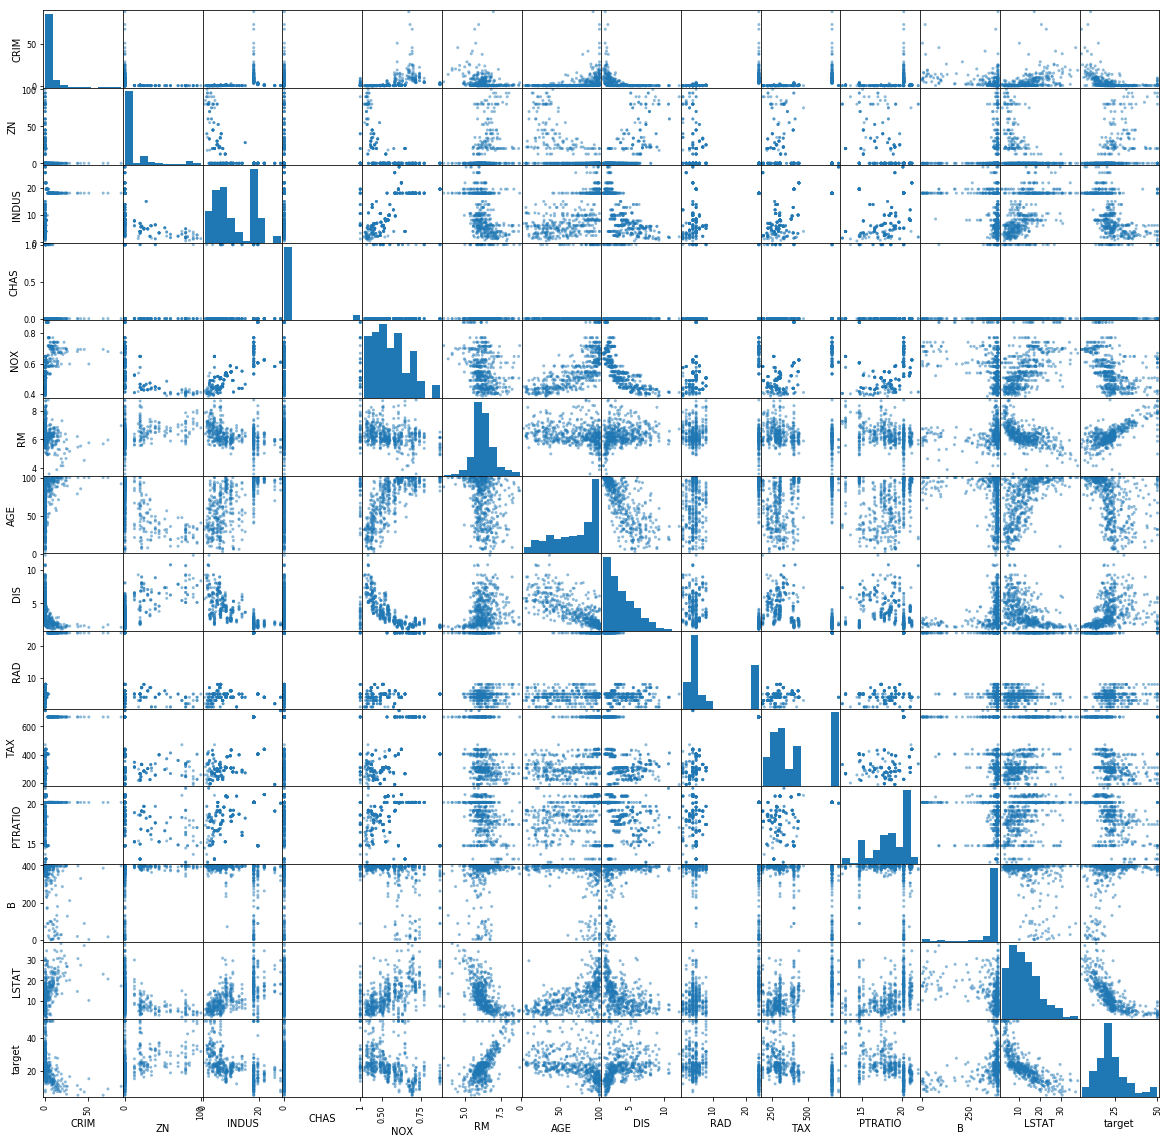 CRIM
50
0
ZN
100
50
0
INDUS
20
10
0
CHAS
1.0
0.5
0.0
NOX
0.8
0.6
0.4
RM
8
6
4
AGE
100
50
0
DIS
10
5
RAD
20
10
TAX
600
400
200
PTRATIO
20
15
B
400
200
0
LSTAT
30
20
10
target
40
20
0 50 0 100 0 20 0 1 0.50 0.75 5.0 7.5 0 50 100 5 10 10 20 250 500 15 20 0 250 10 20 30 25 50
CRIM ZN INDUS CHAS NOX RM AGE DIS RAD TAX PTRATIO B LSTAT target